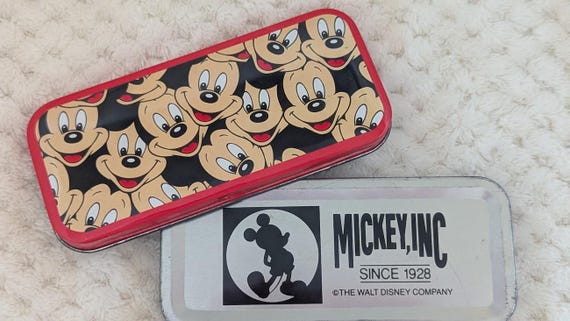 MICKEY, INC
SINCE 1928
©THE WALT DISNEY COMPANY